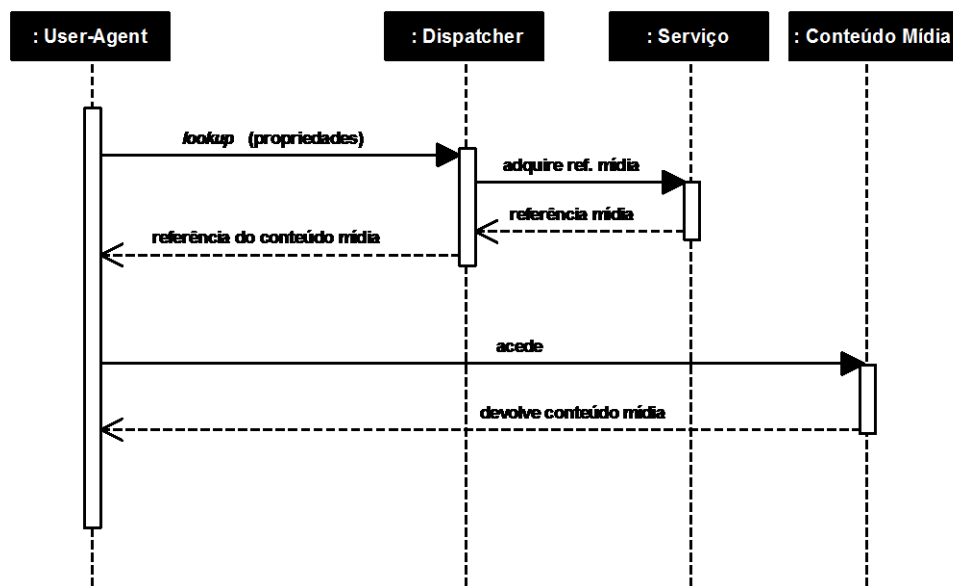 : User-Agent
: Dispatcher
: Serviço
: Conteúdo Mídia
lookup (propriedades)
adquire ref. mídia
referência mídia
referência do conteúdo mídia
acede
devolve conteúdo mídia